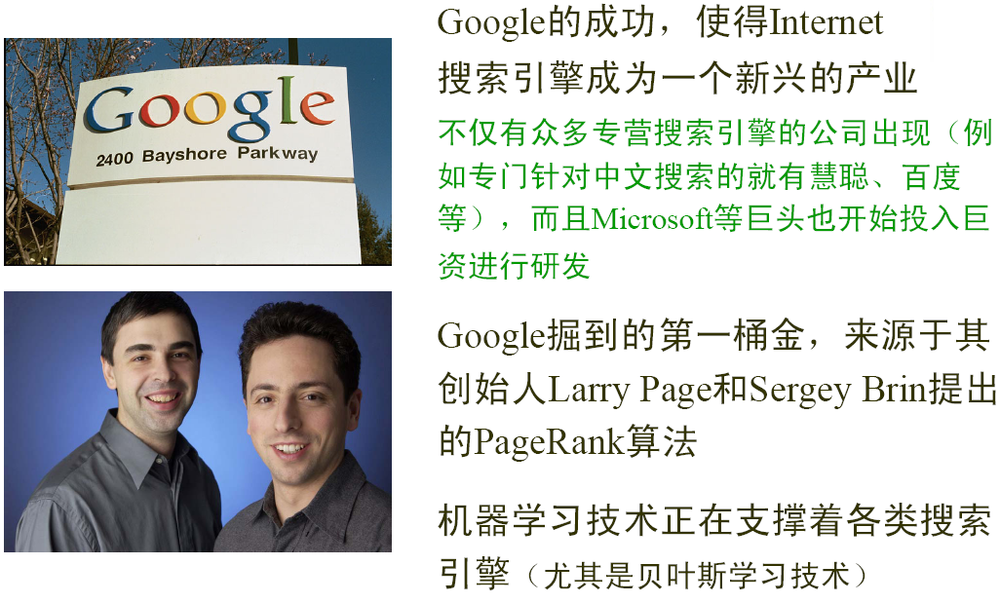 Google
2400 Bayshore Parkway
Google的成功，使得Internet
搜索引擎成为一个新兴的产业
不仅有众多专营搜索引擎的公司出现（例
如专门针对中文搜索的就有慧聪、百度
等），而且Microsoft等巨头也开始投入巨
资进行研发
Google掘到的第一桶金，来源于其
创始人Larry Page和Sergey Brin提出
的PageRank算法
机器学习技术正在支撑着各类搜索
引擎（尤其是贝叶斯学习技术）